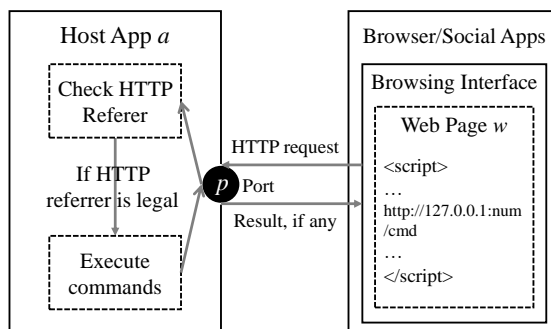 Host App a
Check HTTP
Referer
If HTTP
referrer is legal
Execute
commands
p
Port
HTTP request
Result, if any
Browser/Social Apps
Browsing Interface
Web Page w
<script>
…
http://127.0.0.1:num
/cmd
…
</script>